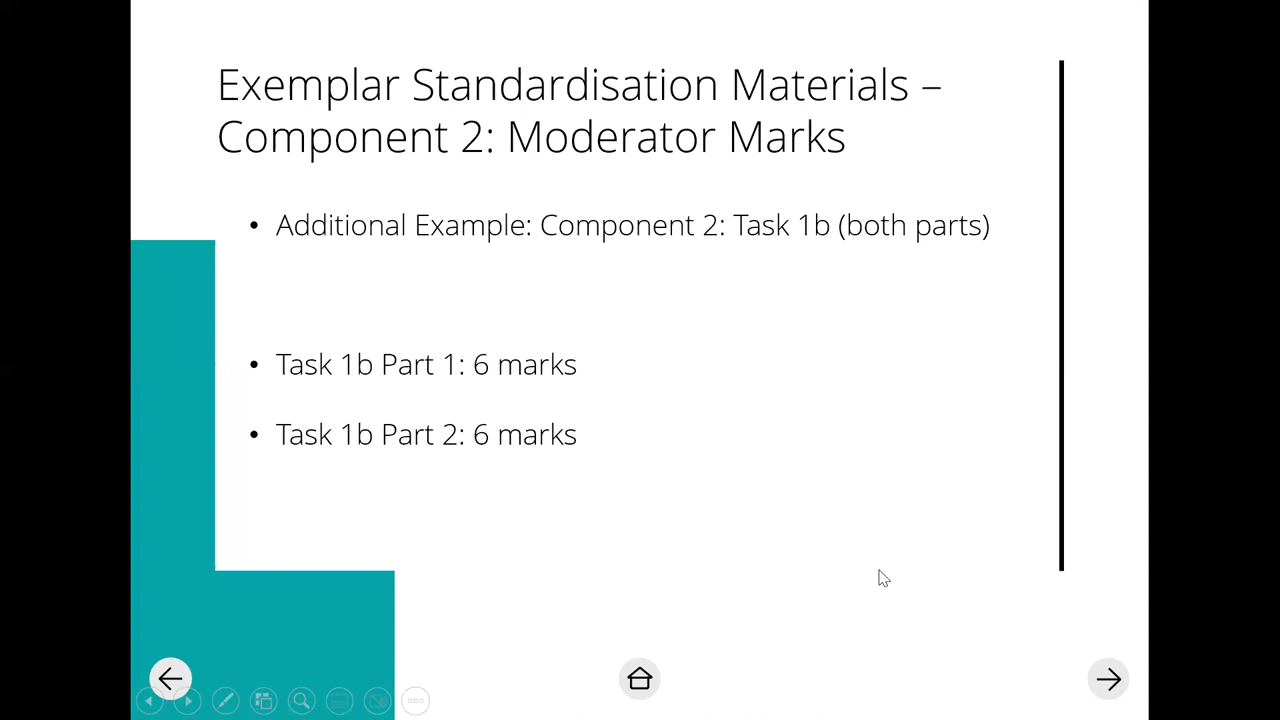 Exemplar Standardisation Materials –
Component 2: Moderator Marks
• Additional Example: Component 2: Task 1b (both parts)
• Task 1b Part 1: 6 marks
• Task 1b Part 2: 6 marks